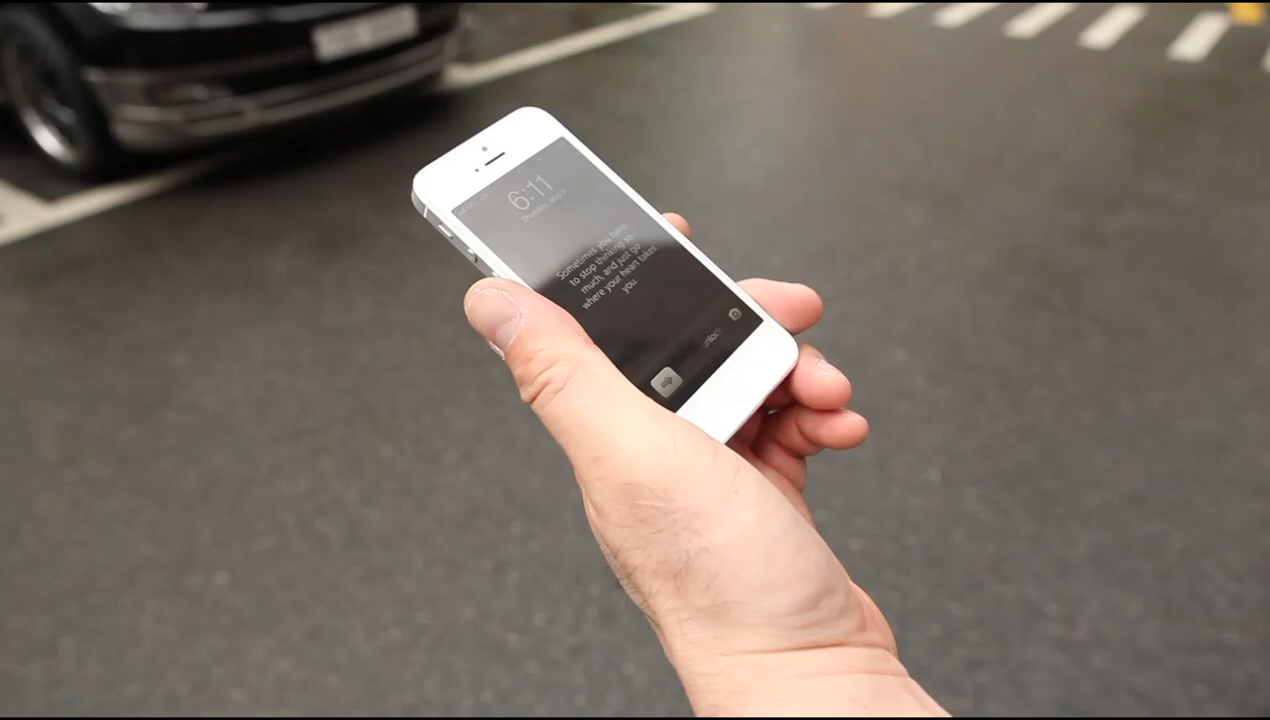 6:11
Thursday, May
Sometimes you have
to stop thinking so
much, and just go
where your heart takes
you.
unlock